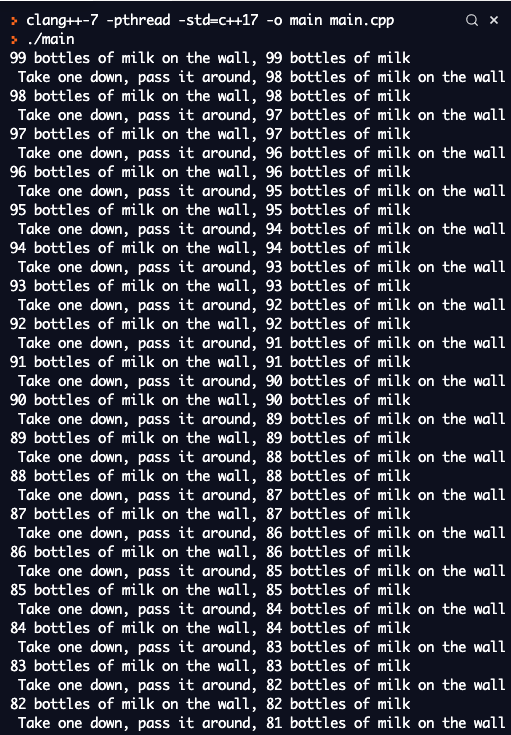 clang++-7 -pthread -std=c++17 -o main main.cpp
./main
99 bottles of milk on the wall, 99 bottles of milk
Take one down, pass it around, 98 bottles of milk on the wall
98 bottles of milk on the wall, 98 bottles of milk
Take one down, pass it around, 97 bottles of milk on the wall
97 bottles of milk on the wall, 97 bottles of milk
Take one down, pass it around, 96 bottles of milk on the wall
96 bottles of milk on the wall, 96 bottles of milk
Take one down, pass it around, 95 bottles of milk on the wall
95 bottles of milk on the wall, 95 bottles of milk
Take one down, pass it around, 94 bottles of milk on the wall
94 bottles of milk on the wall, 94 bottles of milk
Take one down, pass it around, 93 bottles of milk on the wall
93 bottles of milk on the wall, 93 bottles of milk
Take one down, pass it around, 92 bottles of milk on the wall
92 bottles of milk on the wall, 92 bottles of milk
Take one down, pass it around, 91 bottles of milk on the wall
91 bottles of milk on the wall, 91 bottles of milk
Take one down, pass it around, 90 bottles of milk on the wall
90 bottles of milk on the wall, 90 bottles of milk
Take one down, pass it around, 89 bottles of milk on the wall
89 bottles of milk on the wall, 89 bottles of milk
Take one down, pass it around, 88 bottles of milk on the wall
88 bottles of milk on the wall, 88 bottles of milk
Take one down, pass it around, 87 bottles of milk on the wall
87 bottles of milk on the wall, 87 bottles of milk
Take one down, pass it around, 86 bottles of milk on the wall
86 bottles of milk on the wall, 86 bottles of milk
Take one down, pass it around, 85 bottles of milk on the wall
85 bottles of milk on the wall, 85 bottles of milk
Take one down, pass it around, 84 bottles of milk on the wall
84 bottles of milk on the wall, 84 bottles of milk
Take one down, pass it around, 83 bottles of milk on the wall
83 bottles of milk on the wall, 83 bottles of milk
Take one down, pass it around, 82 bottles of milk on the wall
82 bottles of milk on the wall, 82 bottles of milk
Take one down, pass it around, 81 bottles of milk on the wall